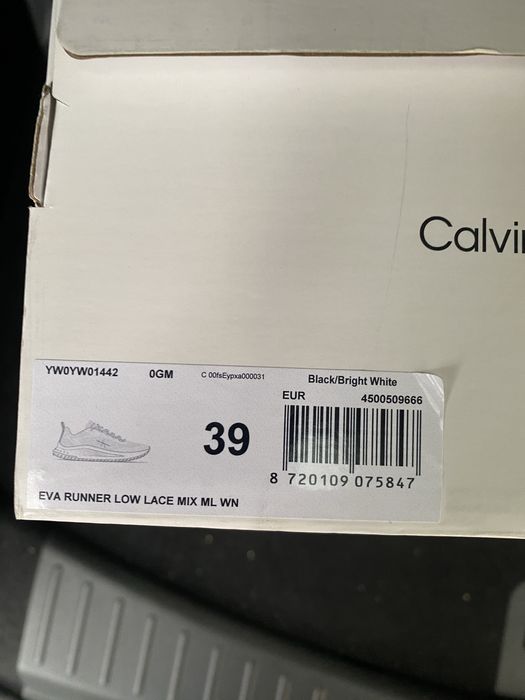 Calvi
YW0YW01442 0GM C 00fsEypxa000031 Black/Bright White
EUR 4500509666
39
8 720109 075847
EVA RUNNER LOW LACE MIX ML WN